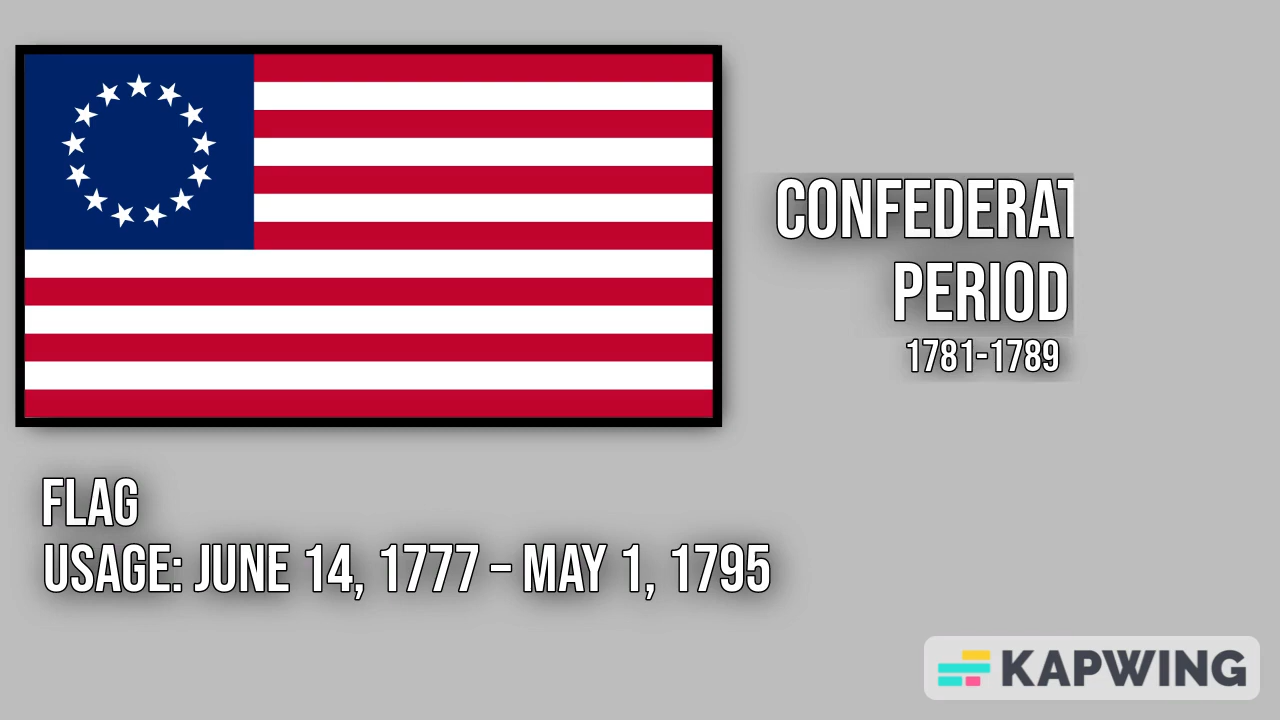 CONFEDERAT
PERIOD
1781-1789
FLAG
USAGE: JUNE 14, 1777 – MAY 1, 1795
KAPWING